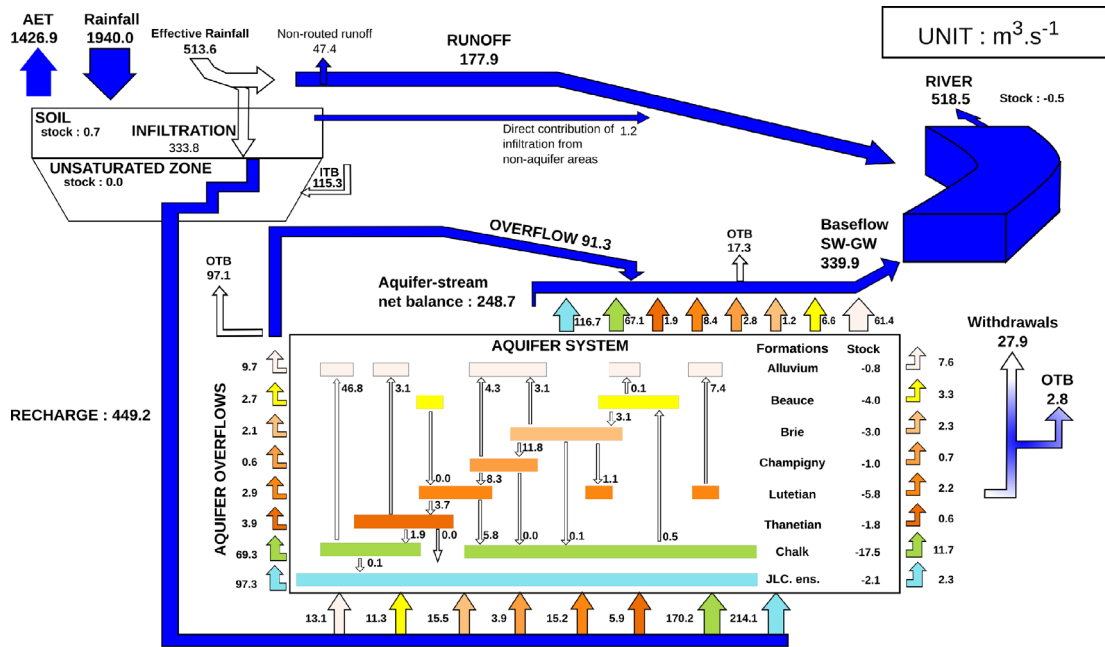 AET
1426.9
Rainfall
1940.0
Effective Rainfall
513.6
Non-routed runoff
47.4
RUNOFF
177.9
UNIT : m³.s⁻¹
RIVER
518.5
Stock : -0.5
SOIL
stock : 0.7
INFILTRATION
333.8
Direct contribution of
infiltration from
non-aquifer areas
1.2
UNSATURATED ZONE
stock : 0.0
ITB
115.3
OVERFLOW 91.3
OTB
17.3
Baseflow
SW-GW
339.9
OTB
97.1
Aquifer-stream
net balance : 248.7
116.7
67.1
1.9
8.4
2.8
1.2
6.6
61.4
Withdrawals
27.9
OTB
2.8
RECHARGE : 449.2
AQUIFER OVERFLOWS
9.7
2.7
2.1
0.6
2.9
3.9
69.3
97.3
AQUIFER SYSTEM
Formations
Stock
Alluvium
-0.8
Beauce
-4.0
Brie
-3.0
Champigny
-1.0
Lutetian
-5.8
Thanetian
-1.8
Chalk
-17.5
JLC. ens.
-2.1
46.8
3.1
4.3
3.1
0.1
7.4
3.1
11.8
0.0
8.3
1.1
3.7
1.9
0.0
5.8
0.0
0.1
0.5
0.1
7.6
3.3
2.3
0.7
2.2
0.6
11.7
2.3
13.1
11.3
15.5
3.9
15.2
5.9
170.2
214.1